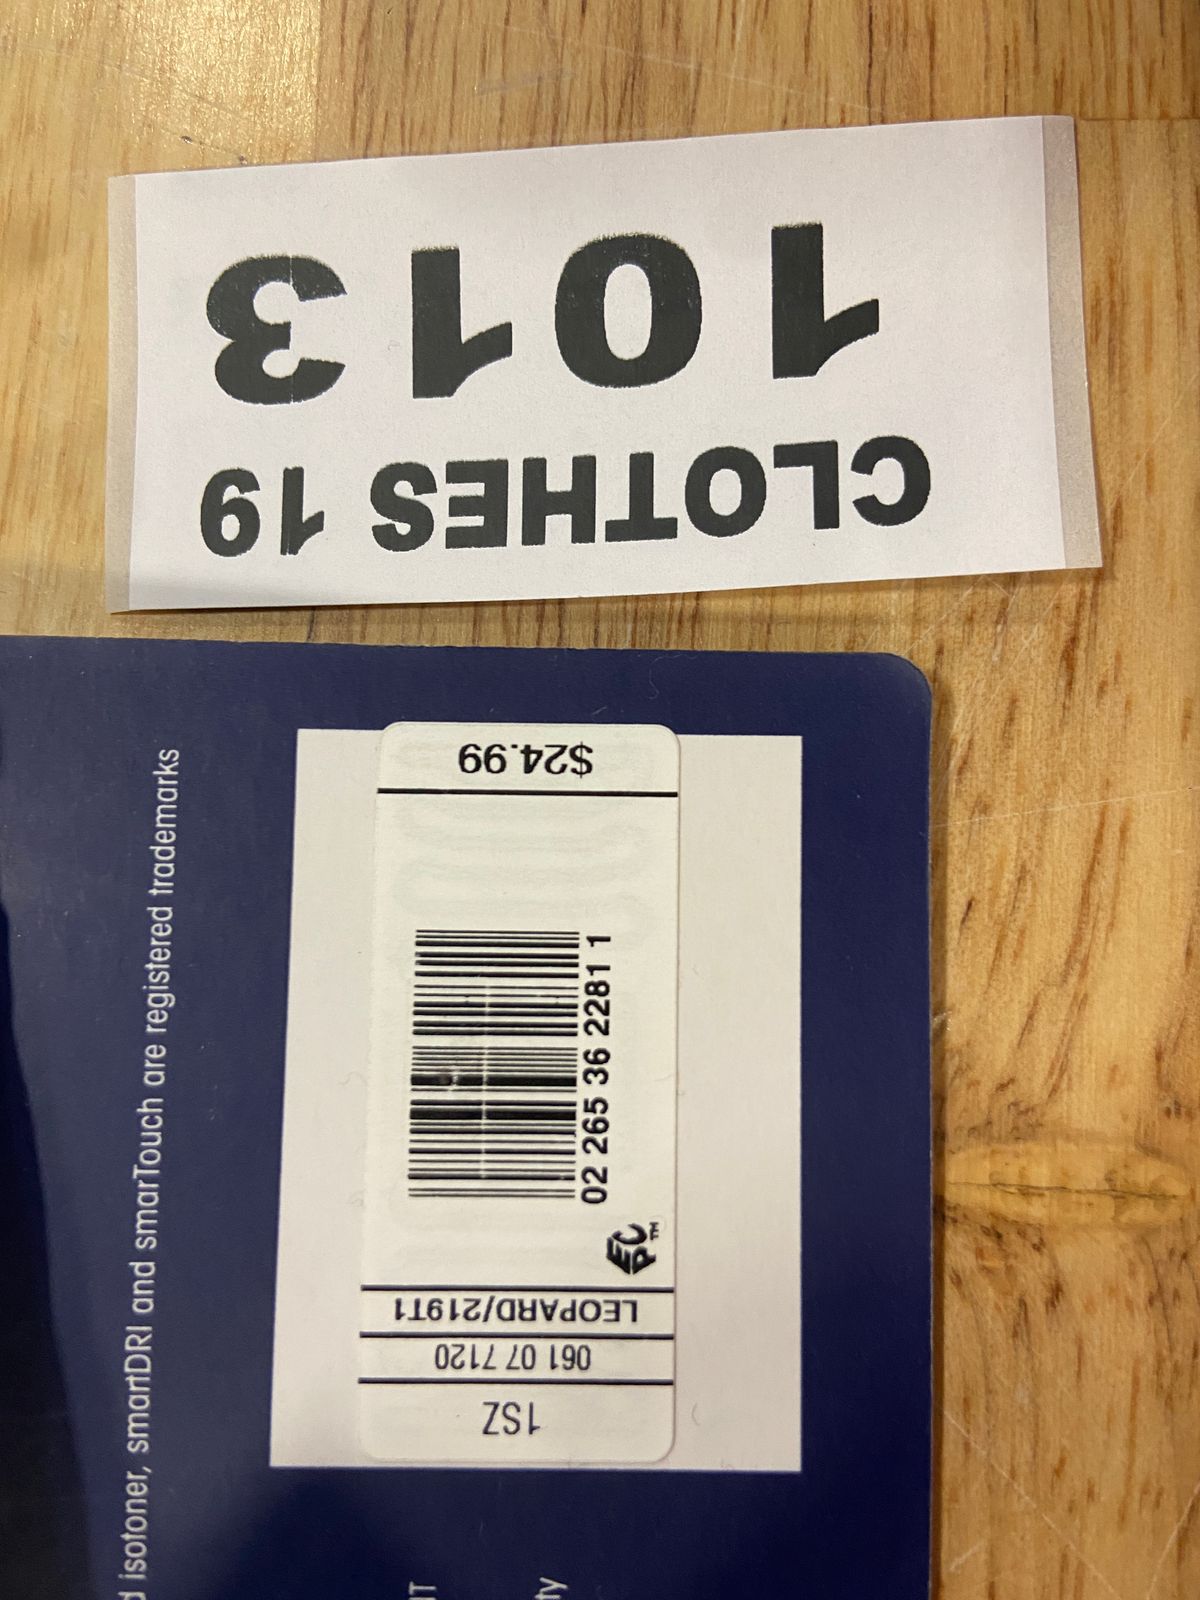 CLOTHES 19
1013
1SZ
061 07 7120
LEOPARD/219T1
EPC™
02 265 36 2281 1
$24.99
isotoner, smartDRI and smarTouch are registered trademarks